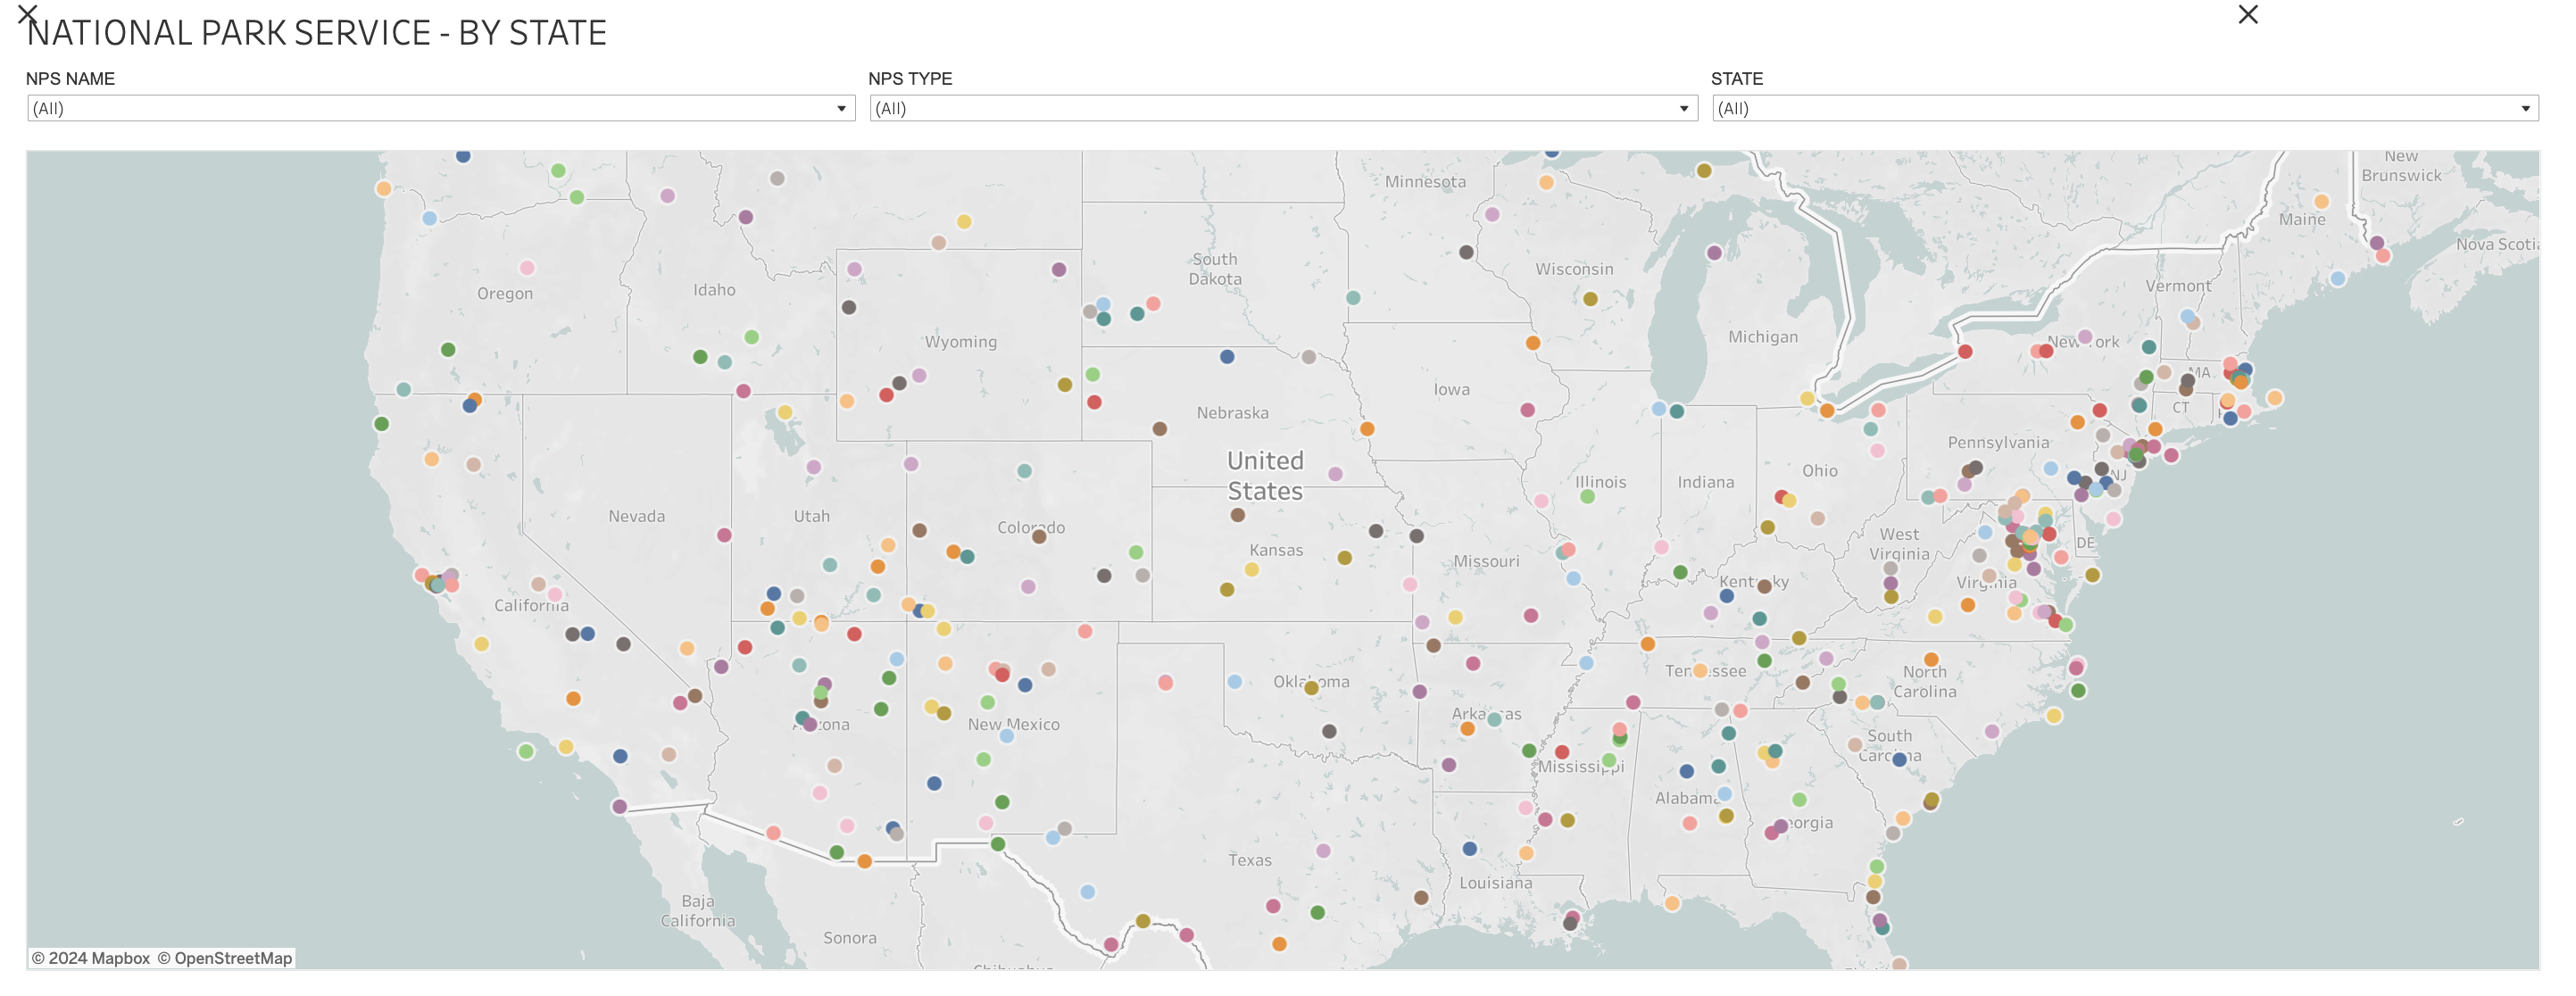 NATIONAL PARK SERVICE - BY STATE
NPS NAME
NPS TYPE
STATE
(All)
(All)
(All)
New
Brunswick
Minnesota
Maine
Nova Scoti
South
Dakota
Wisconsin
Oregon
Idaho
Vermont
Wyoming
Michigan
New York
MA
Iowa
Nebraska
CT
Pennsylvania
United
States
Ohio
NJ
Illinois
Indiana
Nevada
Utah
Colorado
West
Virginia
DE
Kansas
Missouri
Kentucky
Virginia
California
Tennessee
North
Carolina
Oklahoma
Arkansas
New Mexico
Arizona
South
Carolina
Mississippi
Alabama
Georgia
Texas
Louisiana
Baja
California
Sonora
© 2024 Mapbox © OpenStreetMap